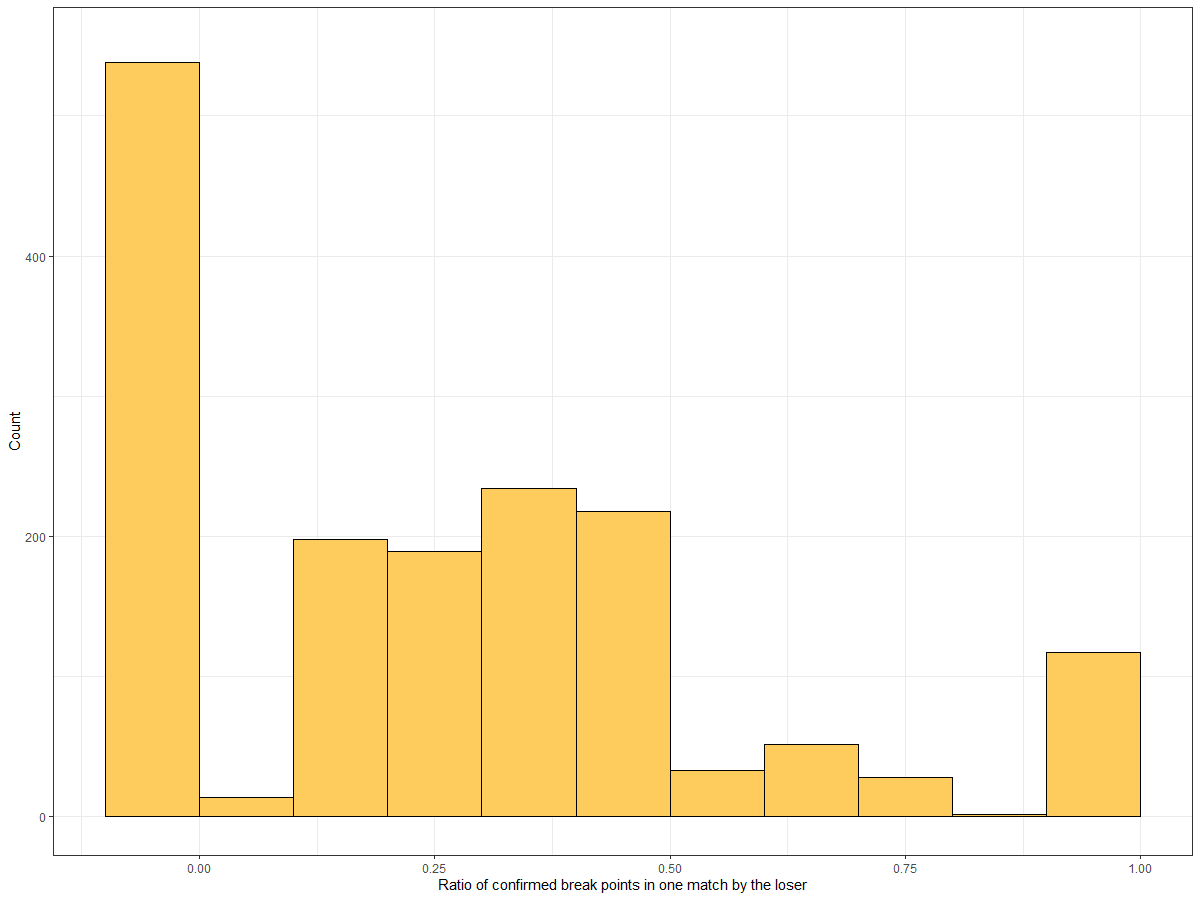 Count
400
200
0
0.00 0.25 0.50 0.75 1.00
Ratio of confirmed break points in one match by the loser